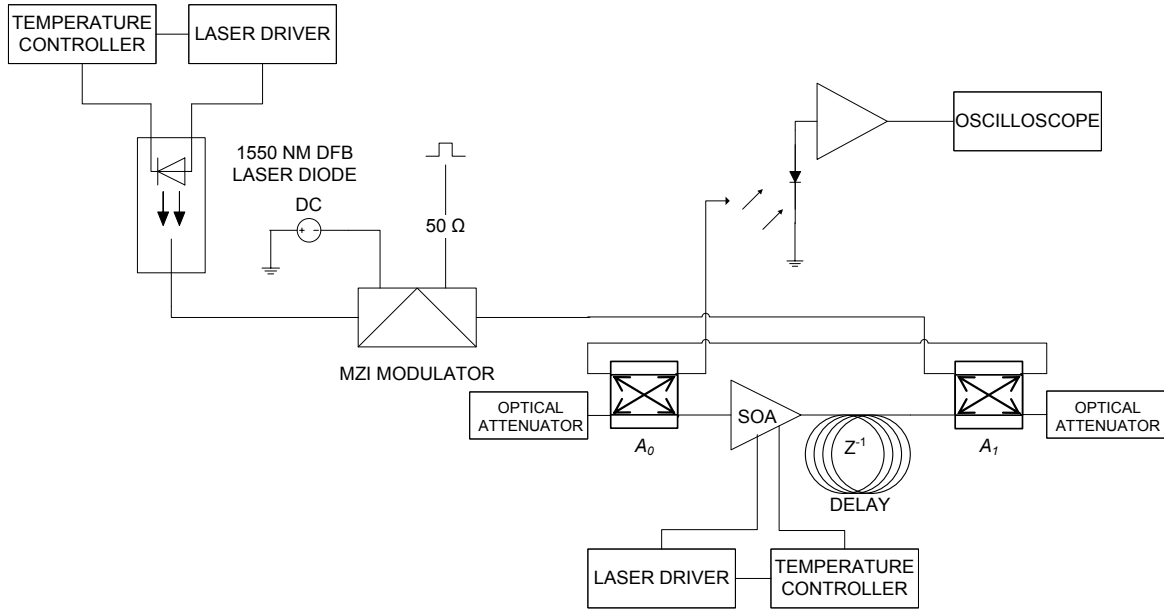 TEMPERATURE
CONTROLLER
LASER DRIVER
1550 NM DFB
LASER DIODE
DC
+ -
50 Ω
OSCILLOSCOPE
MZI MODULATOR
OPTICAL
ATTENUATOR
A0
SOA
Z-1
DELAY
A1
OPTICAL
ATTENUATOR
LASER DRIVER
TEMPERATURE
CONTROLLER